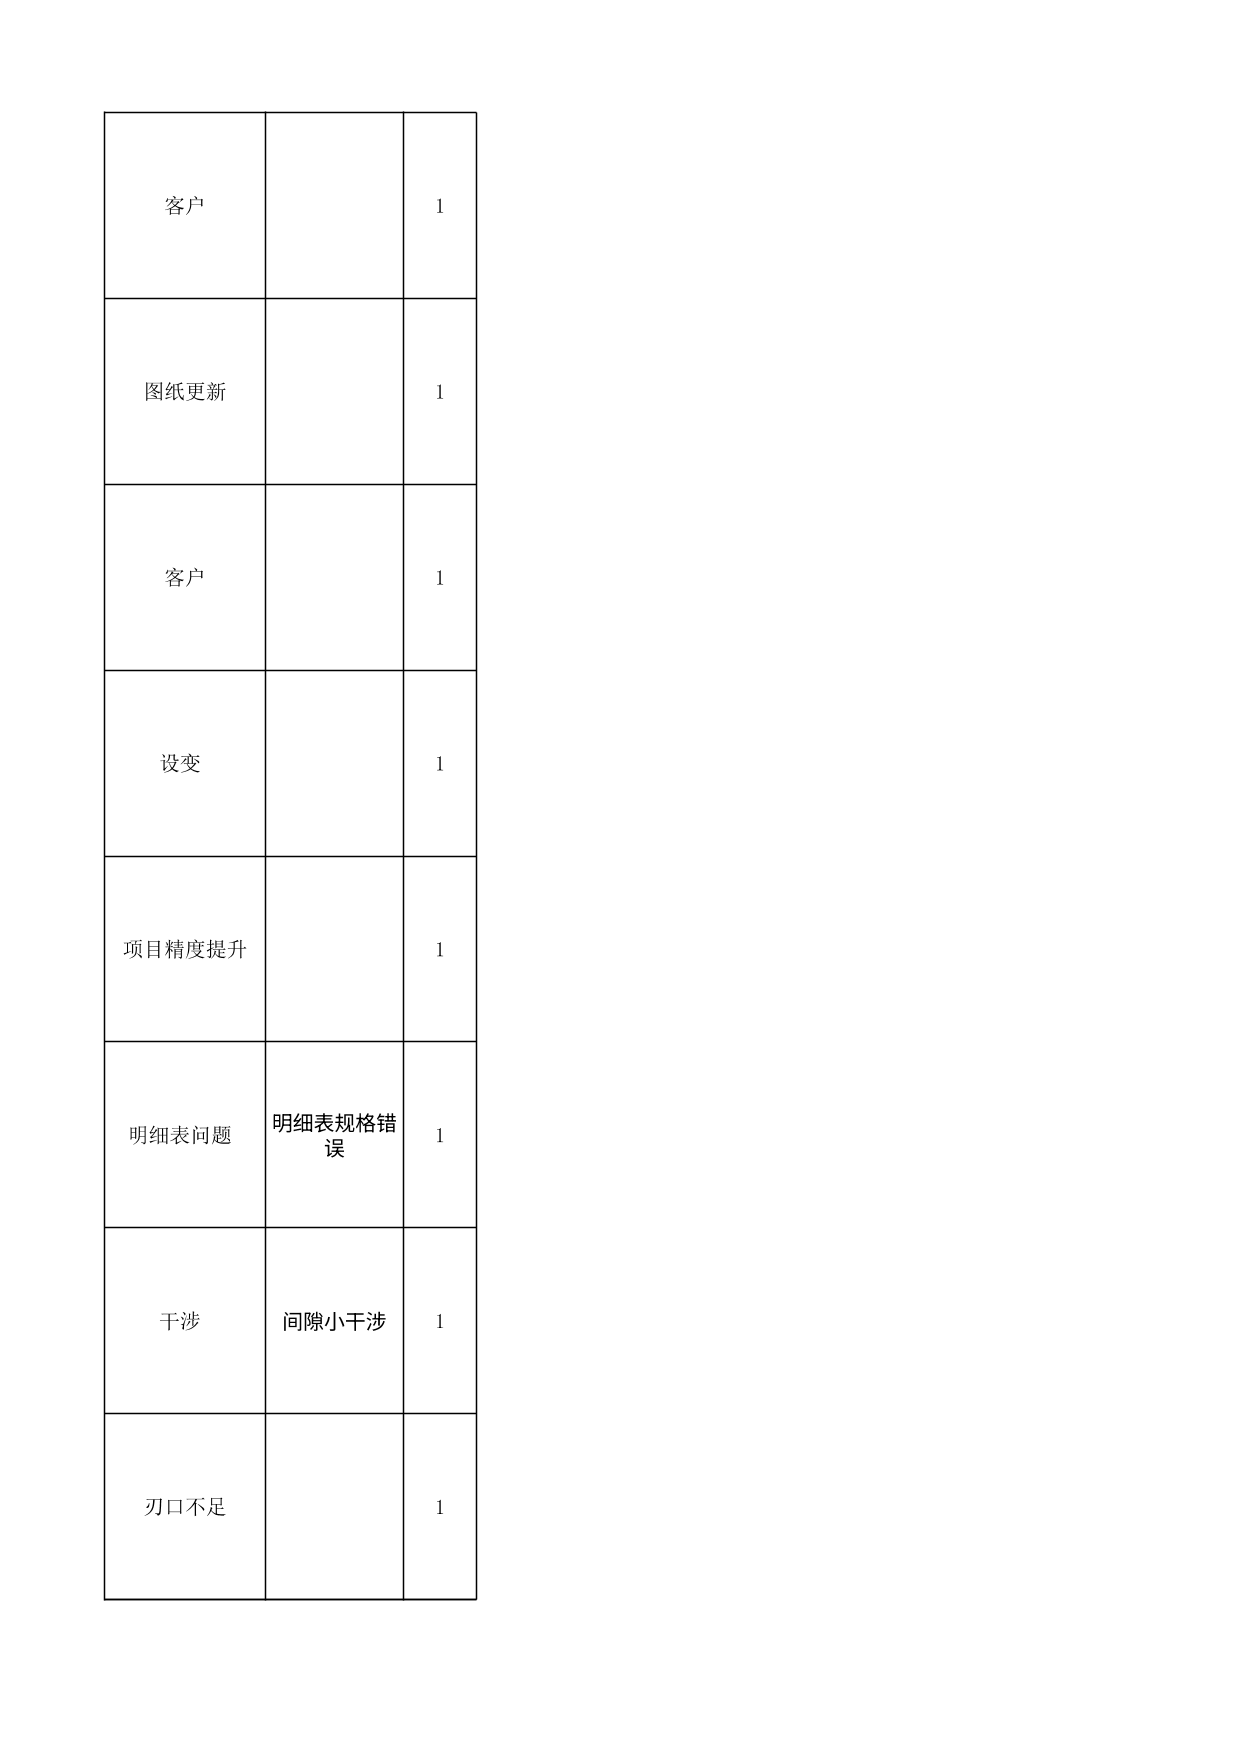 客户 1
图纸更新 1
客户 1
设变 1
项目精度提升 1
明细表问题 明细表规格错 1
误
干涉 间隙小干涉 1
刃口不足 1